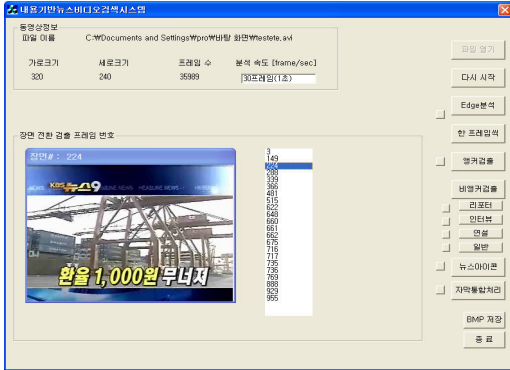 내용기반뉴스비디오검색시스템
동영상정보
파일 이름 C:₩Documents and Settings₩pro₩바탕 화면₩testete.avi
가로크기 세로크기 프레임 수 분석 속도 [frame/sec]
320 240 35989 30프레임(1초)
장면 전환 검출 프레임 번호
장면# : 224
KBS 뉴스9
HEADLINE NEWS
환율 1,000원 무너져
3
149
224
288
339
366
481
515
622
648
660
661
662
675
716
717
735
736
769
888
929
955
파일 열기
다시 시작
Edge분석
한 프레임씩
앵커검출
비앵커검출
리포터
인터뷰
연설
일반
뉴스아이콘
자막통합처리
BMP 저장
종 료